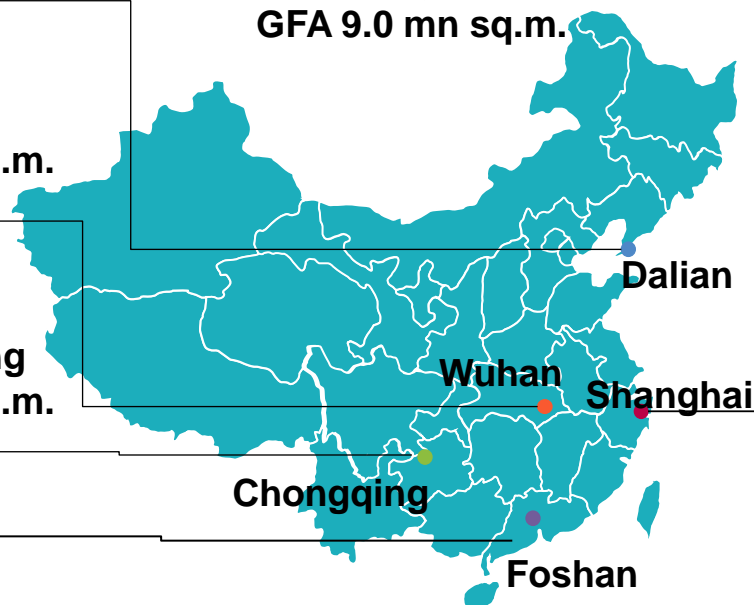 GFA 9.0 mn sq.m.
.m.
Dalian
g
.m.
Wuhan
Shanghai
Chongqing
Foshan